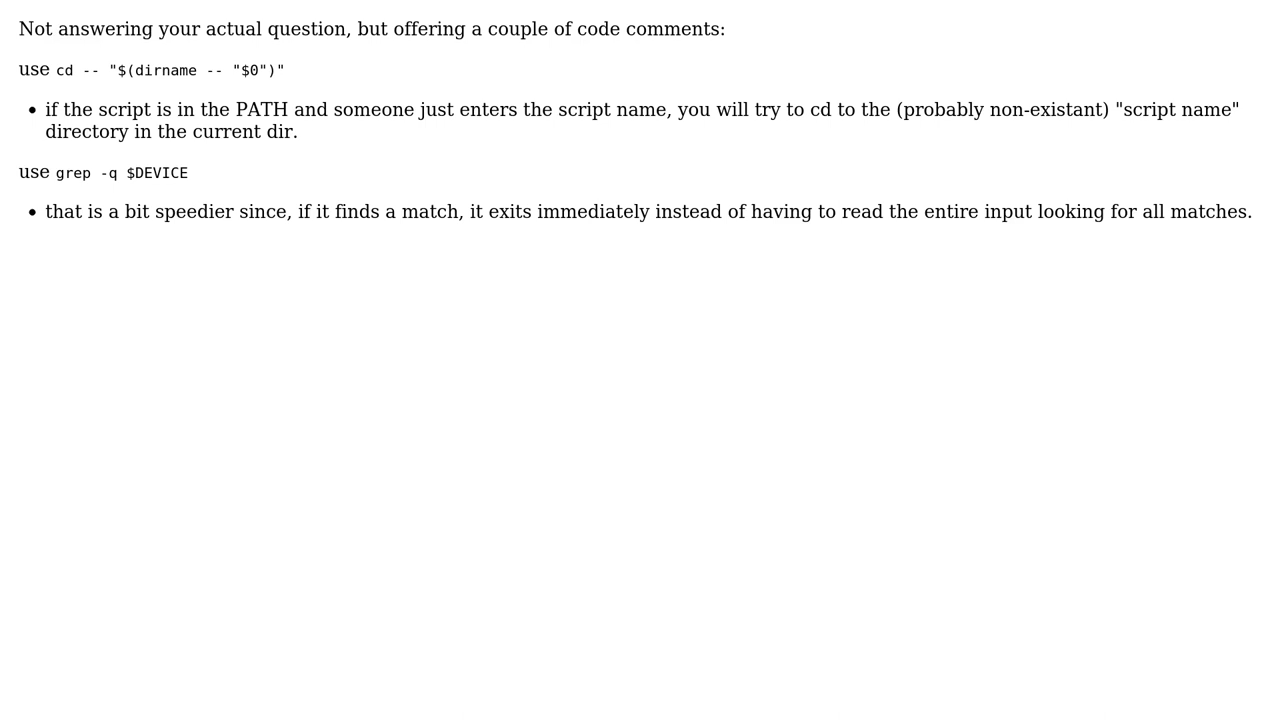 Not answering your actual question, but offering a couple of code comments:
use cd -- "$(dirname -- "$0")"
• if the script is in the PATH and someone just enters the script name, you will try to cd to the (probably non-existant) "script name"
directory in the current dir.
use grep -q $DEVICE
• that is a bit speedier since, if it finds a match, it exits immediately instead of having to read the entire input looking for all matches.